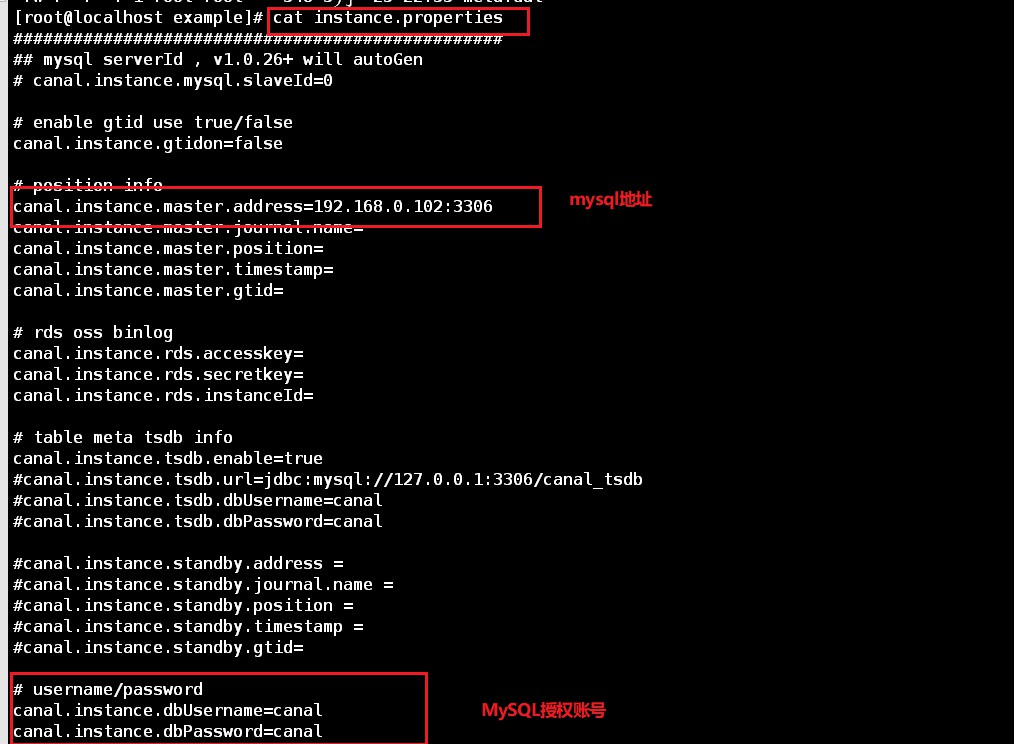 [root@localhost example]# cat instance.properties
#################################################
## mysql serverId , v1.0.26+ will autoGen
# canal.instance.mysql.slaveId=0
# enable gtid use true/false
canal.instance.gtidon=false
# position info
canal.instance.master.address=192.168.0.102:3306
mysql地址
canal.instance.master.journal.name=
canal.instance.master.position=
canal.instance.master.timestamp=
canal.instance.master.gtid=
# rds oss binlog
canal.instance.rds.accesskey=
canal.instance.rds.secretkey=
canal.instance.rds.instanceId=
# table meta tsdb info
canal.instance.tsdb.enable=true
#canal.instance.tsdb.url=jdbc:mysql://127.0.0.1:3306/canal_tsdb
#canal.instance.tsdb.dbUsername=canal
#canal.instance.tsdb.dbPassword=canal
#canal.instance.standby.address =
#canal.instance.standby.journal.name =
#canal.instance.standby.position =
#canal.instance.standby.timestamp =
#canal.instance.standby.gtid=
# username/password
canal.instance.dbUsername=canal
MySQL授权账号
canal.instance.dbPassword=canal